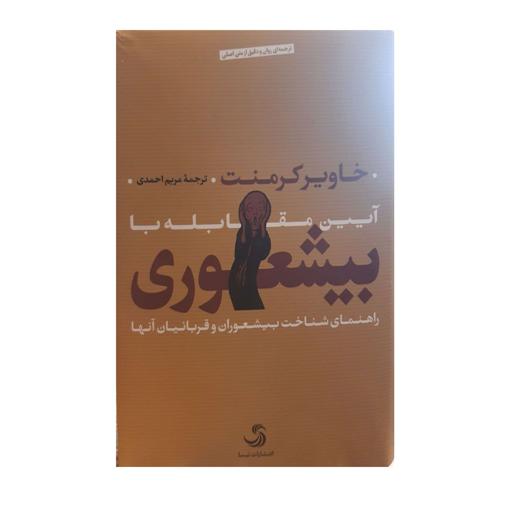 ترجمه‌ای روان و دقیق از متن اصلی
• خاویر کرمنت • ترجمهٔ مریم احمدی •
آیین مقابله با
بیشعوری
راهنمای شناخت بیشعوران و قربانیان آنها
انتشارات تیسا